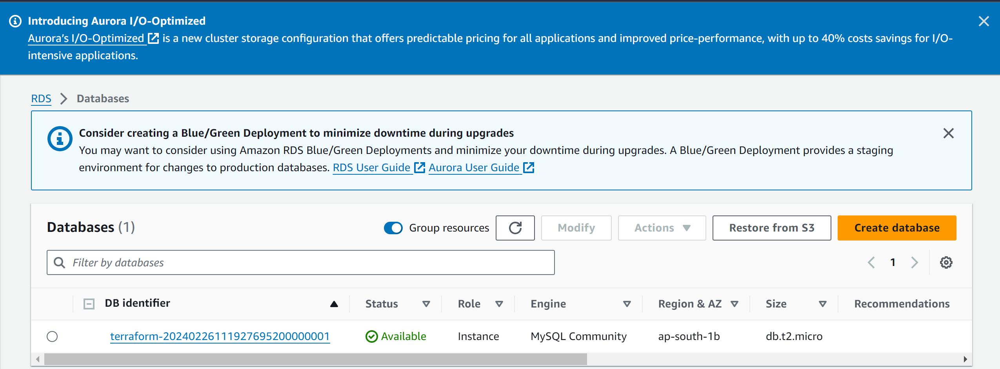 Introducing Aurora I/O-Optimized
Aurora's I/O-Optimized is a new cluster storage configuration that offers predictable pricing for all applications and improved price-performance, with up to 40% costs savings for I/O-
intensive applications.
RDS > Databases
Consider creating a Blue/Green Deployment to minimize downtime during upgrades
You may want to consider using Amazon RDS Blue/Green Deployments and minimize your downtime during upgrades. A Blue/Green Deployment provides a staging
environment for changes to production databases. RDS User Guide Aurora User Guide
Databases (1) Group resources Modify Actions Restore from S3 Create database
Filter by databases 1
DB identifier Status Role Engine Region & AZ Size Recommendations
terraform-20240226111927695200000001 Available Instance MySQL Community ap-south-1b db.t2.micro